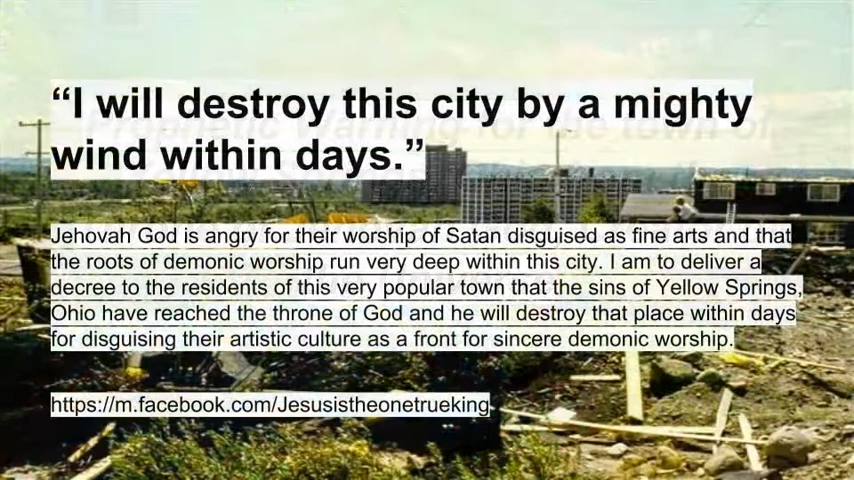 “I will destroy this city by a mighty
wind within days.”
Jehovah God is angry for their worship of Satan disguised as fine arts and that
the roots of demonic worship run very deep within this city. I am to deliver a
decree to the residents of this very popular town that the sins of Yellow Springs,
Ohio have reached the throne of God and he will destroy that place within days
for disguising their artistic culture as a front for sincere demonic worship.
https://m.facebook.com/Jesusistheonetrueking